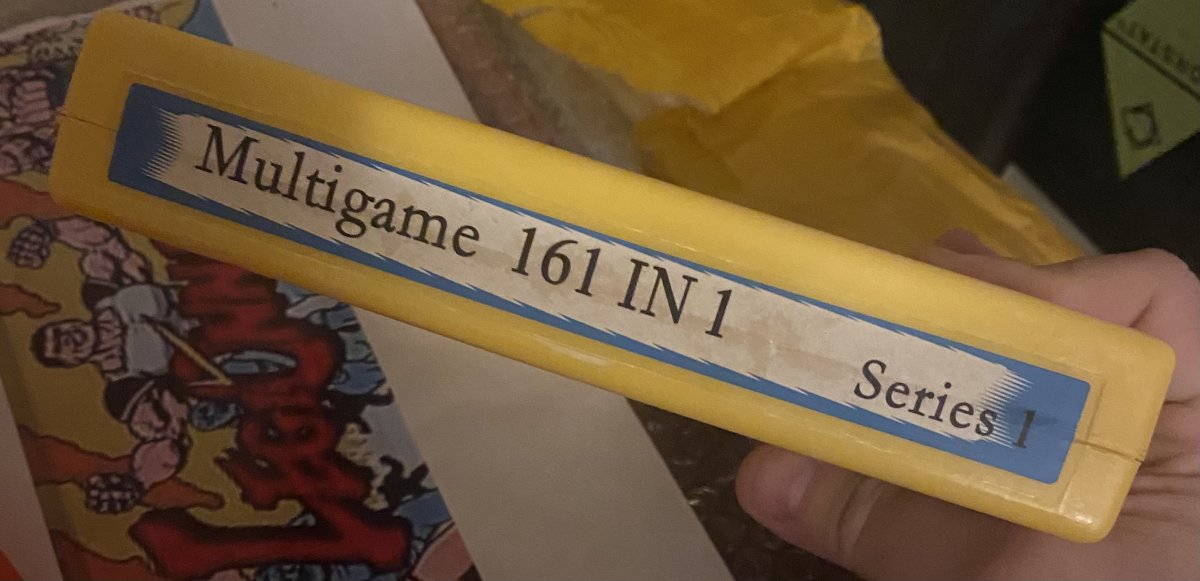 Multigame 161 IN 1 Series 1